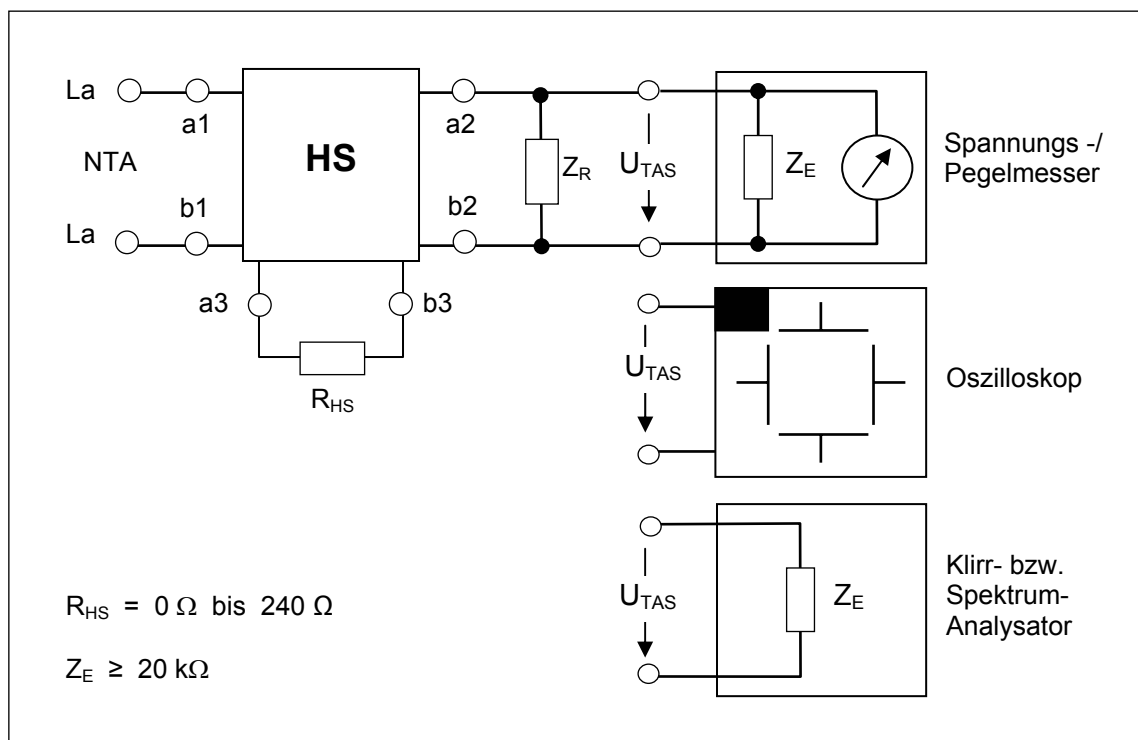 La
a1
NTA
La
b1
HS
a2
b2
a3
b3
R_HS
Z_R
U_TAS
Z_E
Spannungs -/
Pegelmesser
U_TAS
Oszilloskop
U_TAS
Z_E
Klirr- bzw.
Spektrum-
Analysator
R_HS = 0 Ω bis 240 Ω
Z_E ≥ 20 kΩ